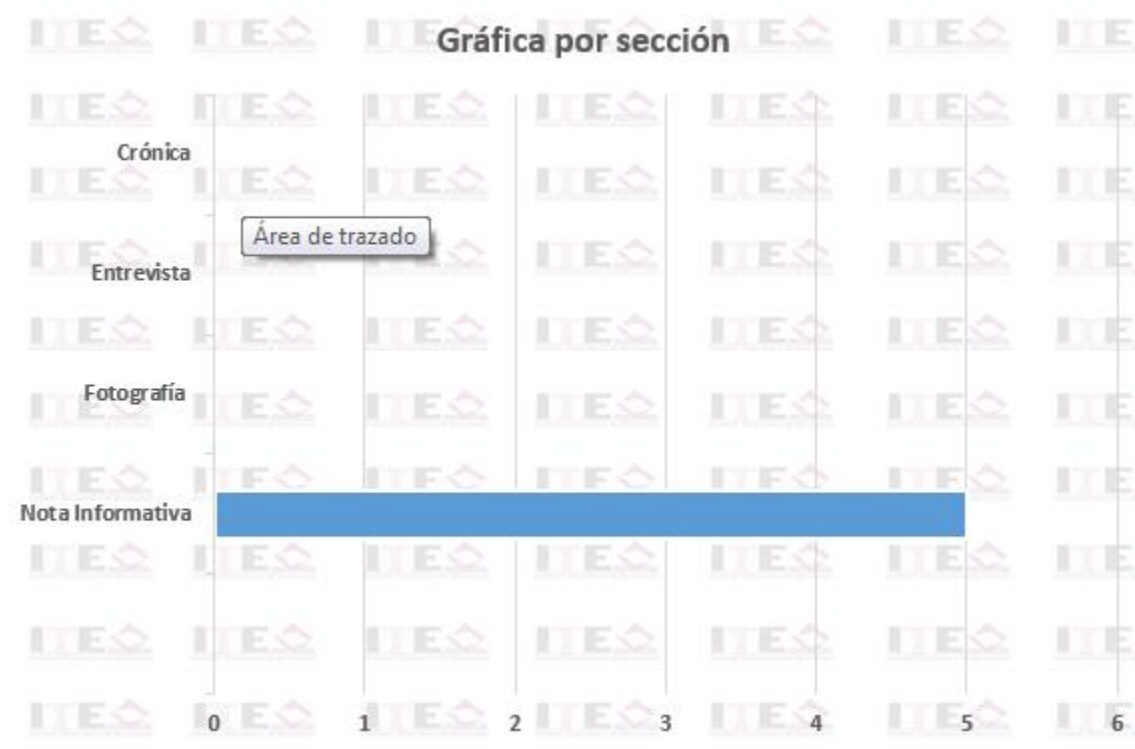 Gráfica por sección
Crónica
Área de trazado
Entrevista
Fotografía
Nota Informativa
0 1 2 3 4 5 6